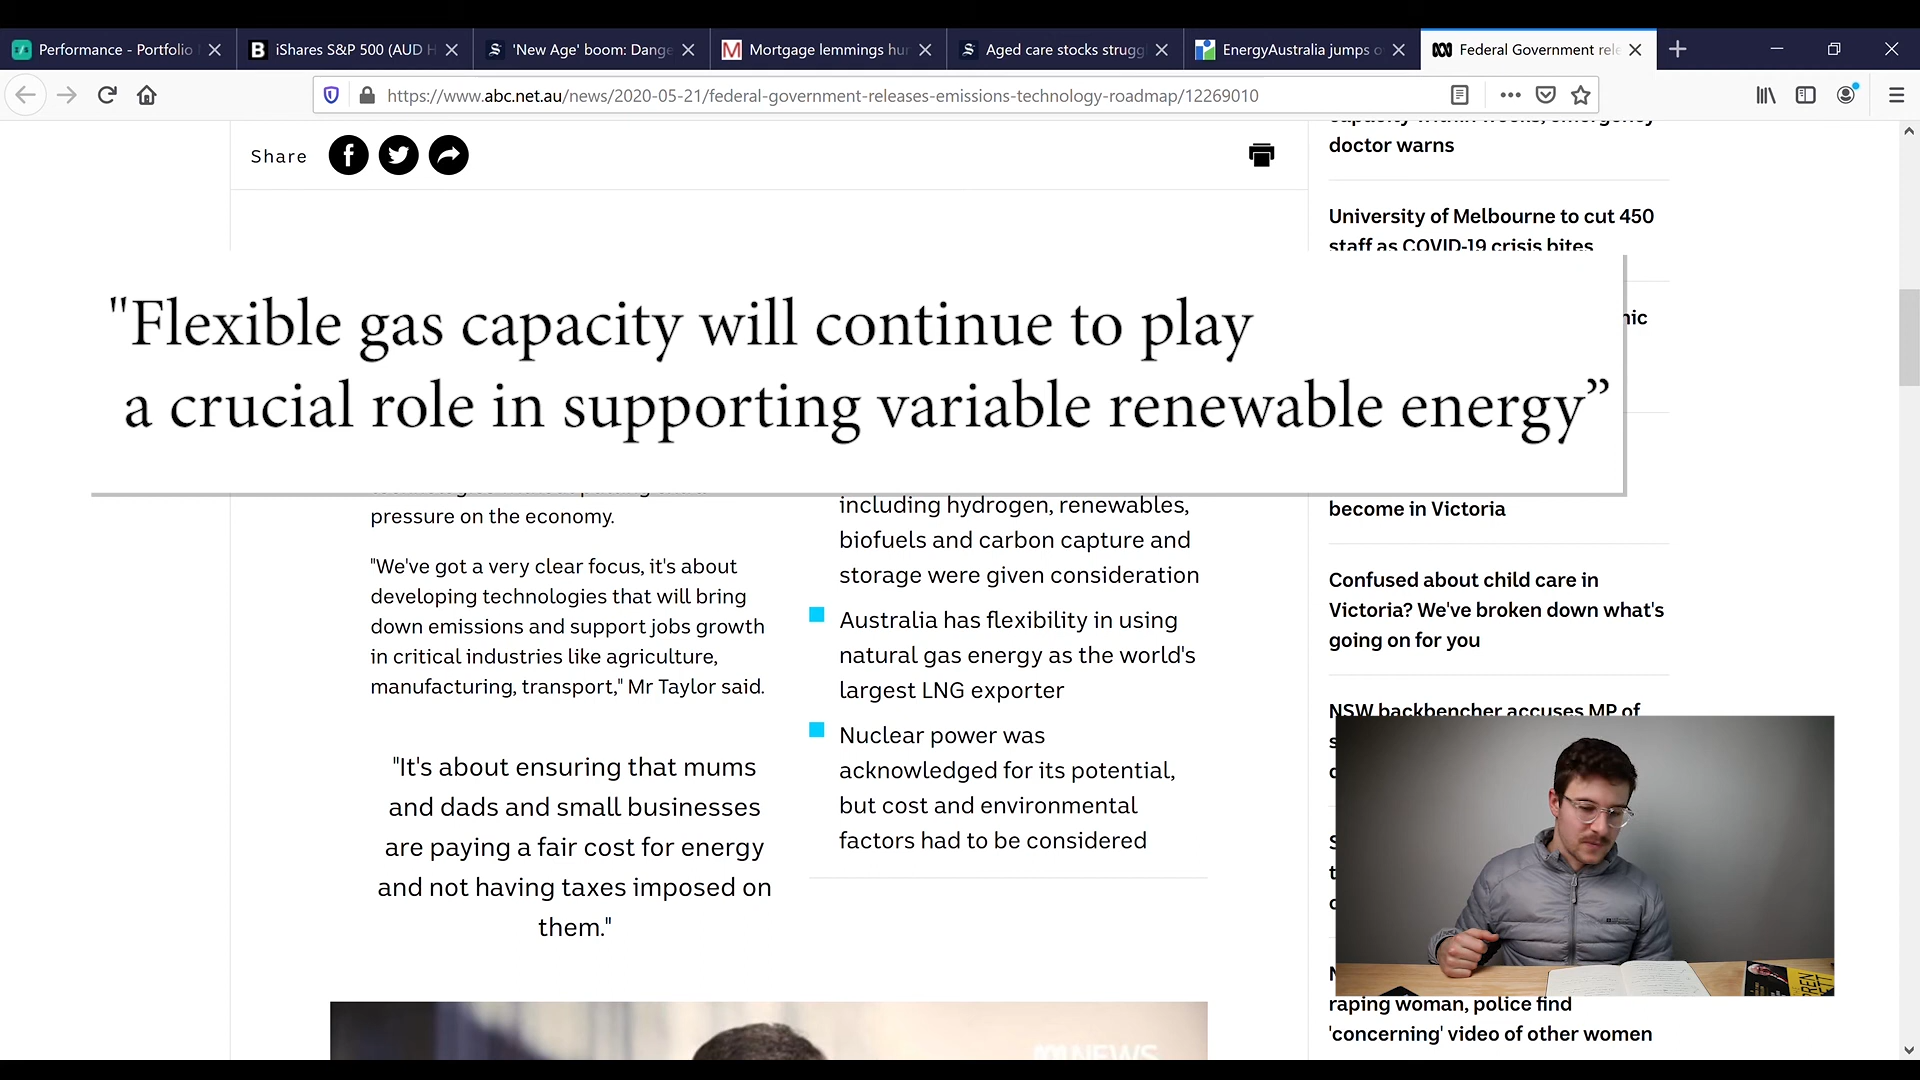 Performance - Portfolio
iShares S&P 500 (AUD H
'New Age' boom: Dange
Mortgage lemmings hur
Aged care stocks strugg
EnergyAustralia jumps o
Federal Government rele
https://www.abc.net.au/news/2020-05-21/federal-government-releases-emissions-technology-roadmap/12269010
Share
capacity within weeks, emergency
doctor warns
University of Melbourne to cut 450
staff as COVID-19 crisis bites
nic
"Flexible gas capacity will continue to play
a crucial role in supporting variable renewable energy”
pressure on the economy.
"We've got a very clear focus, it's about
developing technologies that will bring
down emissions and support jobs growth
in critical industries like agriculture,
manufacturing, transport," Mr Taylor said.
"It's about ensuring that mums
and dads and small businesses
are paying a fair cost for energy
and not having taxes imposed on
them."
including hydrogen, renewables,
biofuels and carbon capture and
storage were given consideration
Australia has flexibility in using
natural gas energy as the world's
largest LNG exporter
Nuclear power was
acknowledged for its potential,
but cost and environmental
factors had to be considered
become in Victoria
Confused about child care in
Victoria? We've broken down what's
going on for you
NSW backbencher accuses MP of
raping woman, police find
'concerning' video of other women
NEWS